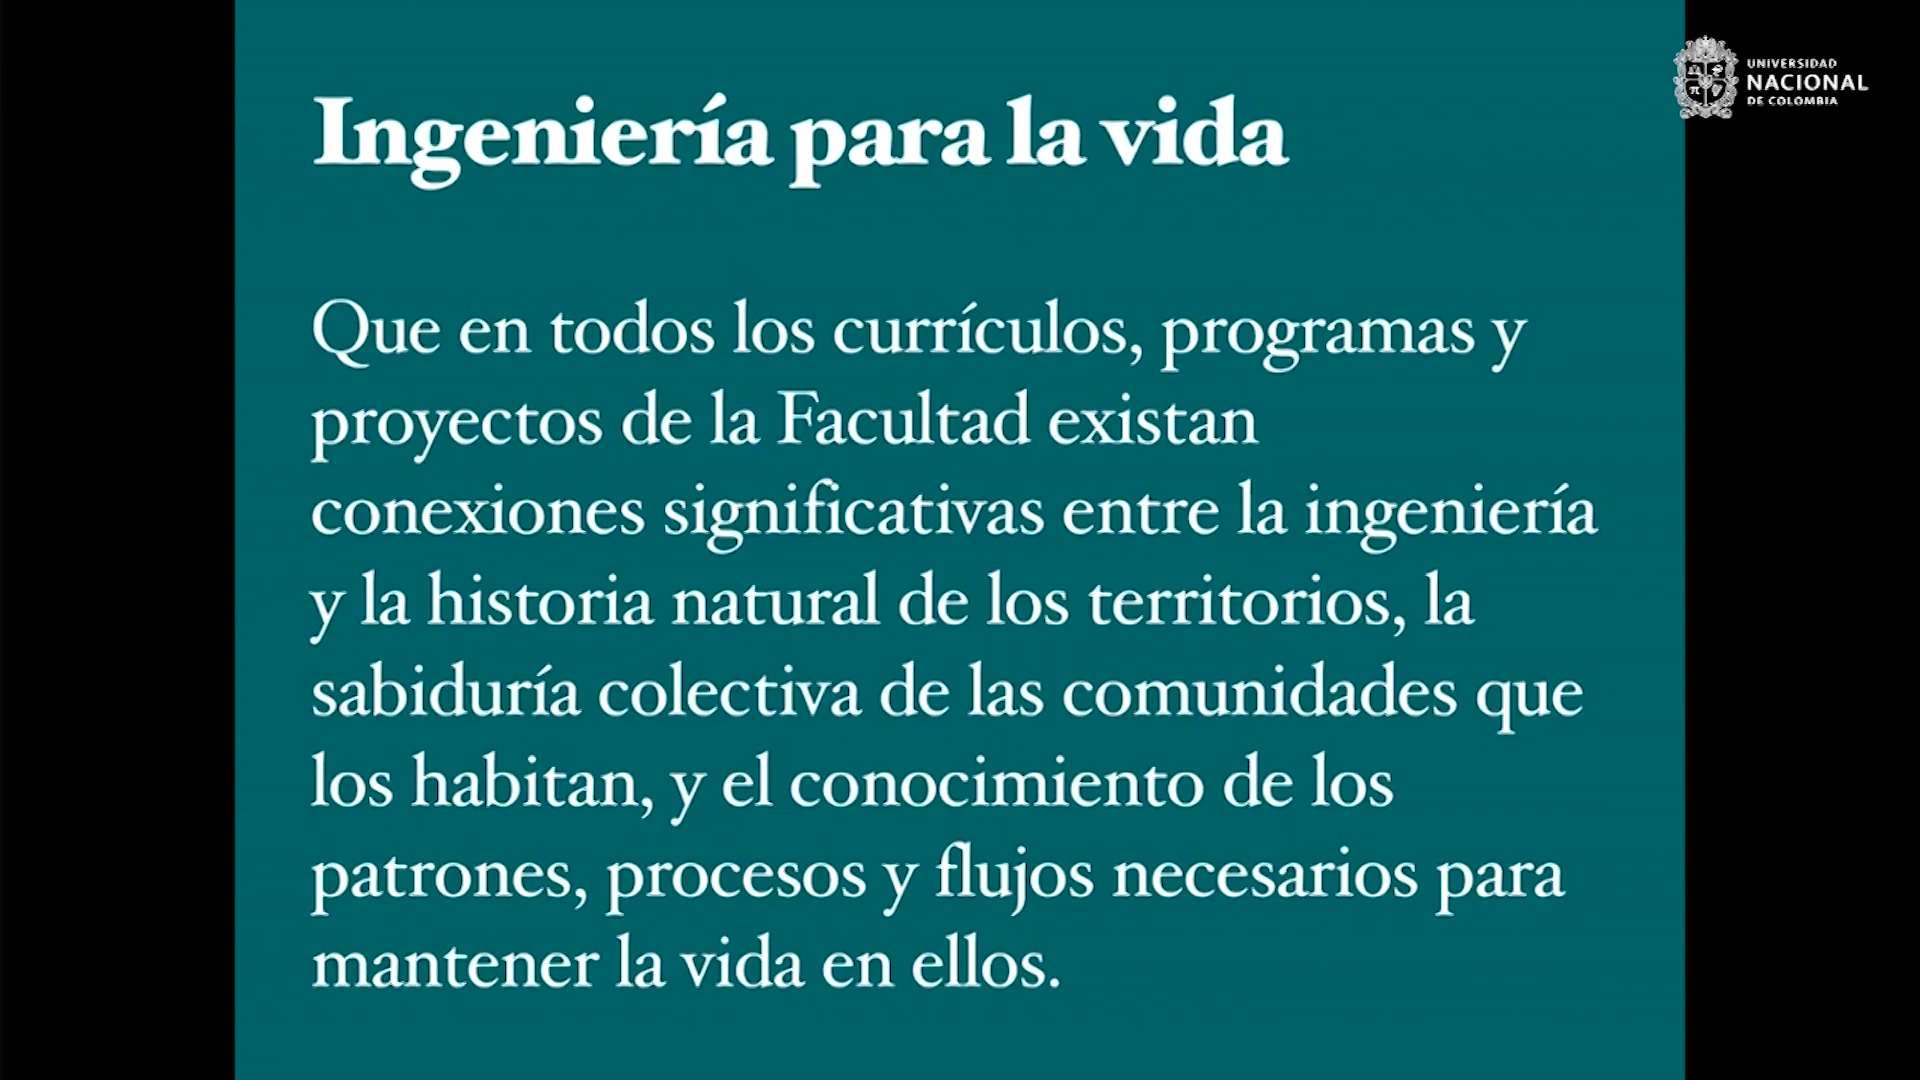 Ingeniería para la vida
Que en todos los currículos, programas y
proyectos de la Facultad existan
conexiones significativas entre la ingeniería
y la historia natural de los territorios, la
sabiduría colectiva de las comunidades que
los habitan, y el conocimiento de los
patrones, procesos y flujos necesarios para
mantener la vida en ellos.
UNIVERSIDAD
NACIONAL
DE COLOMBIA